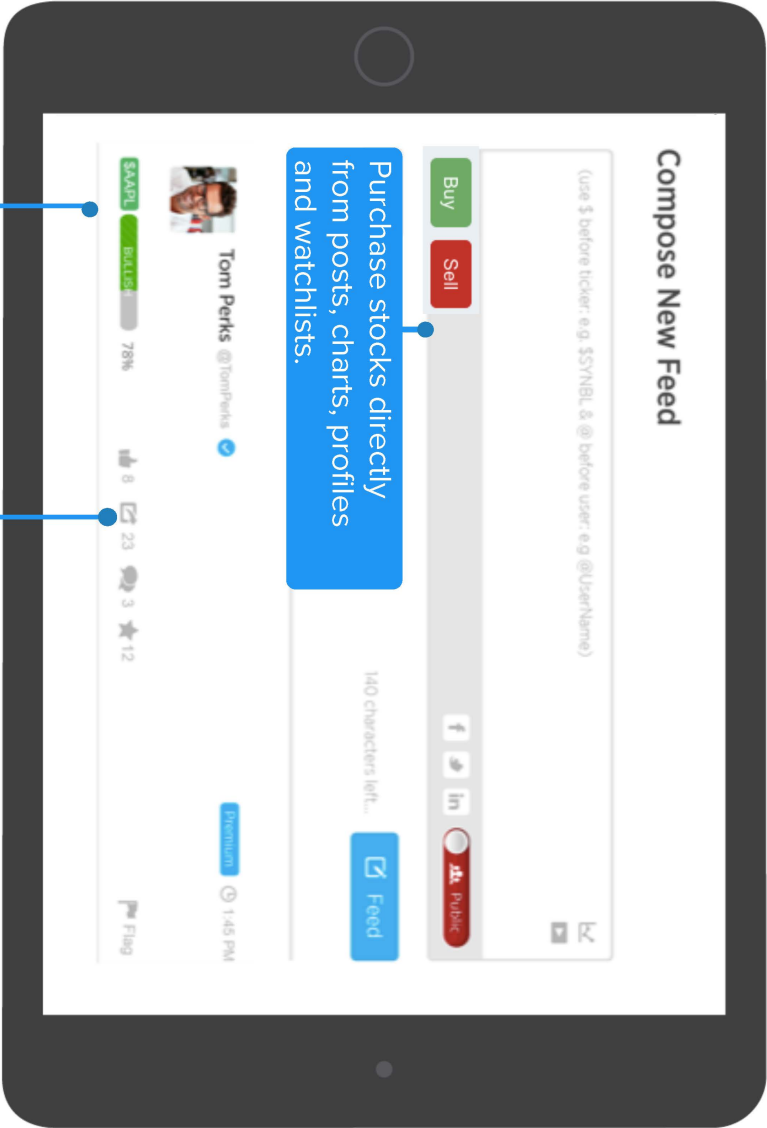 Compose New Feed
(use $ before ticker: e.g. $SYNBL & @ before user: e.g @UserName)
Buy Sell f in Public
140 characters left... Feed
Purchase stocks directly
from posts, charts, profiles
and watchlists.
Tom Perks @TomPerks Premium 1:45 PM
$AAPL BULLISH 78% 8 23 3 12 Flag